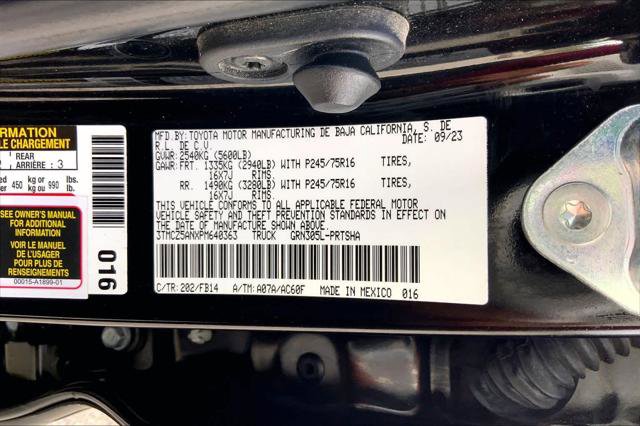 ORMATION
LE CHARGEMENT
REAR
ARRIÈRE : 3
450 kg or kg ou 990 lbs. lb.
SEE OWNER'S MANUAL
FOR ADDITIONAL
INFORMATION
VOIR LE MANUEL
DE L'USAGER
POUR PLUS DE
RENSEIGNEMENTS
00015-A1899-01
016
MFD.BY:TOYOTA MOTOR MANUFACTURING DE BAJA CALIFORNIA, S. DE
R.L. DE C.V. DATE: 09/23
GVWR: 2540KG (5600LB)
GAWR: FRT. 1335KG (2940LB) WITH P245/75R16 TIRES,
16X7J RIMS.
RR. 1490KG (3280LB) WITH P245/75R16 TIRES,
16X7J RIMS.
THIS VEHICLE CONFORMS TO ALL APPLICABLE FEDERAL MOTOR
VEHICLE SAFETY AND THEFT PREVENTION STANDARDS IN EFFECT ON
THE DATE OF MANUFACTURE SHOWN ABOVE.
3TMCZ5ANXPM640363 TRUCK GRN305L-PRTSHA
C/TR:202/FB14 A/TM:A07A/AC60F MADE IN MEXICO 016